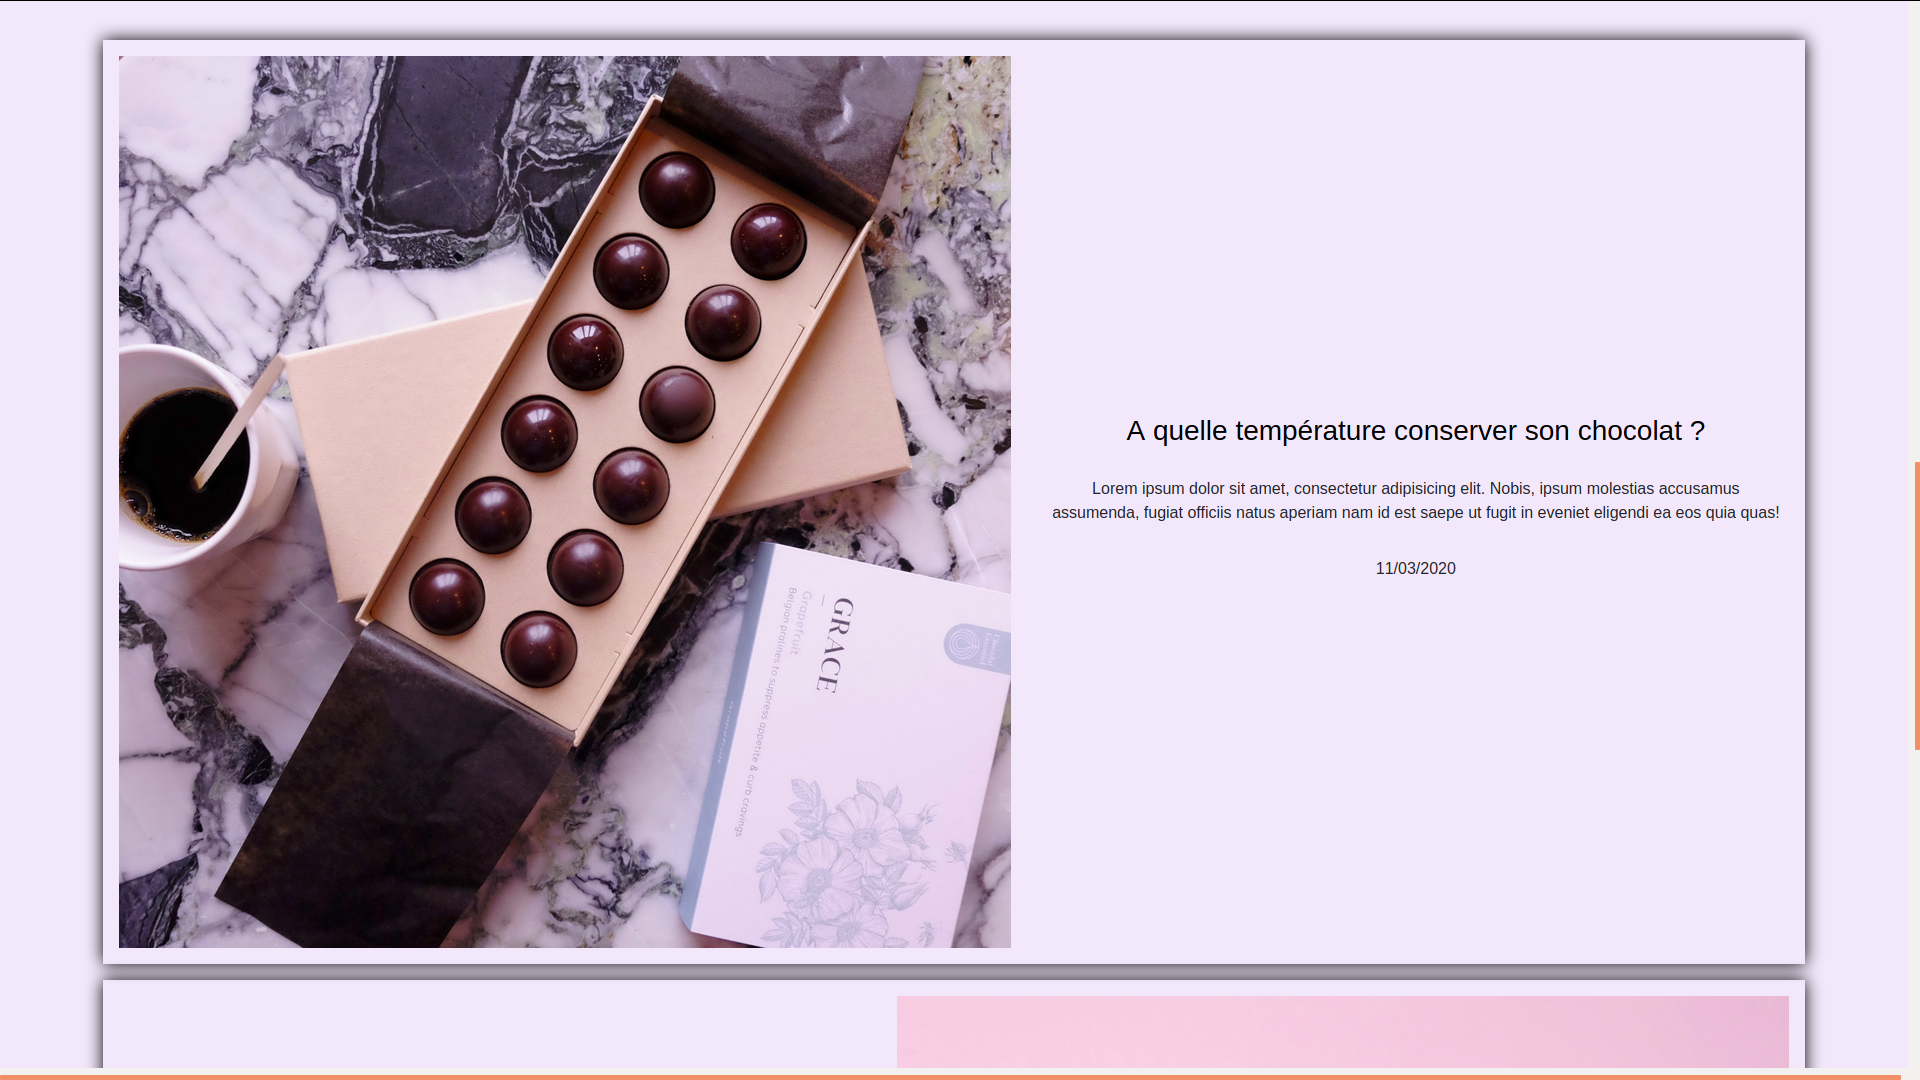 A quelle température conserver son chocolat ?
Lorem ipsum dolor sit amet, consectetur adipisicing elit. Nobis, ipsum molestias accusamus
assumenda, fugiat officiis natus aperiam nam id est saepe ut fugit in eveniet eligendi ea eos quia quas!
11/03/2020
GRACE
Grapefruit
Belgian pralines to suppress appetite & curb cravings